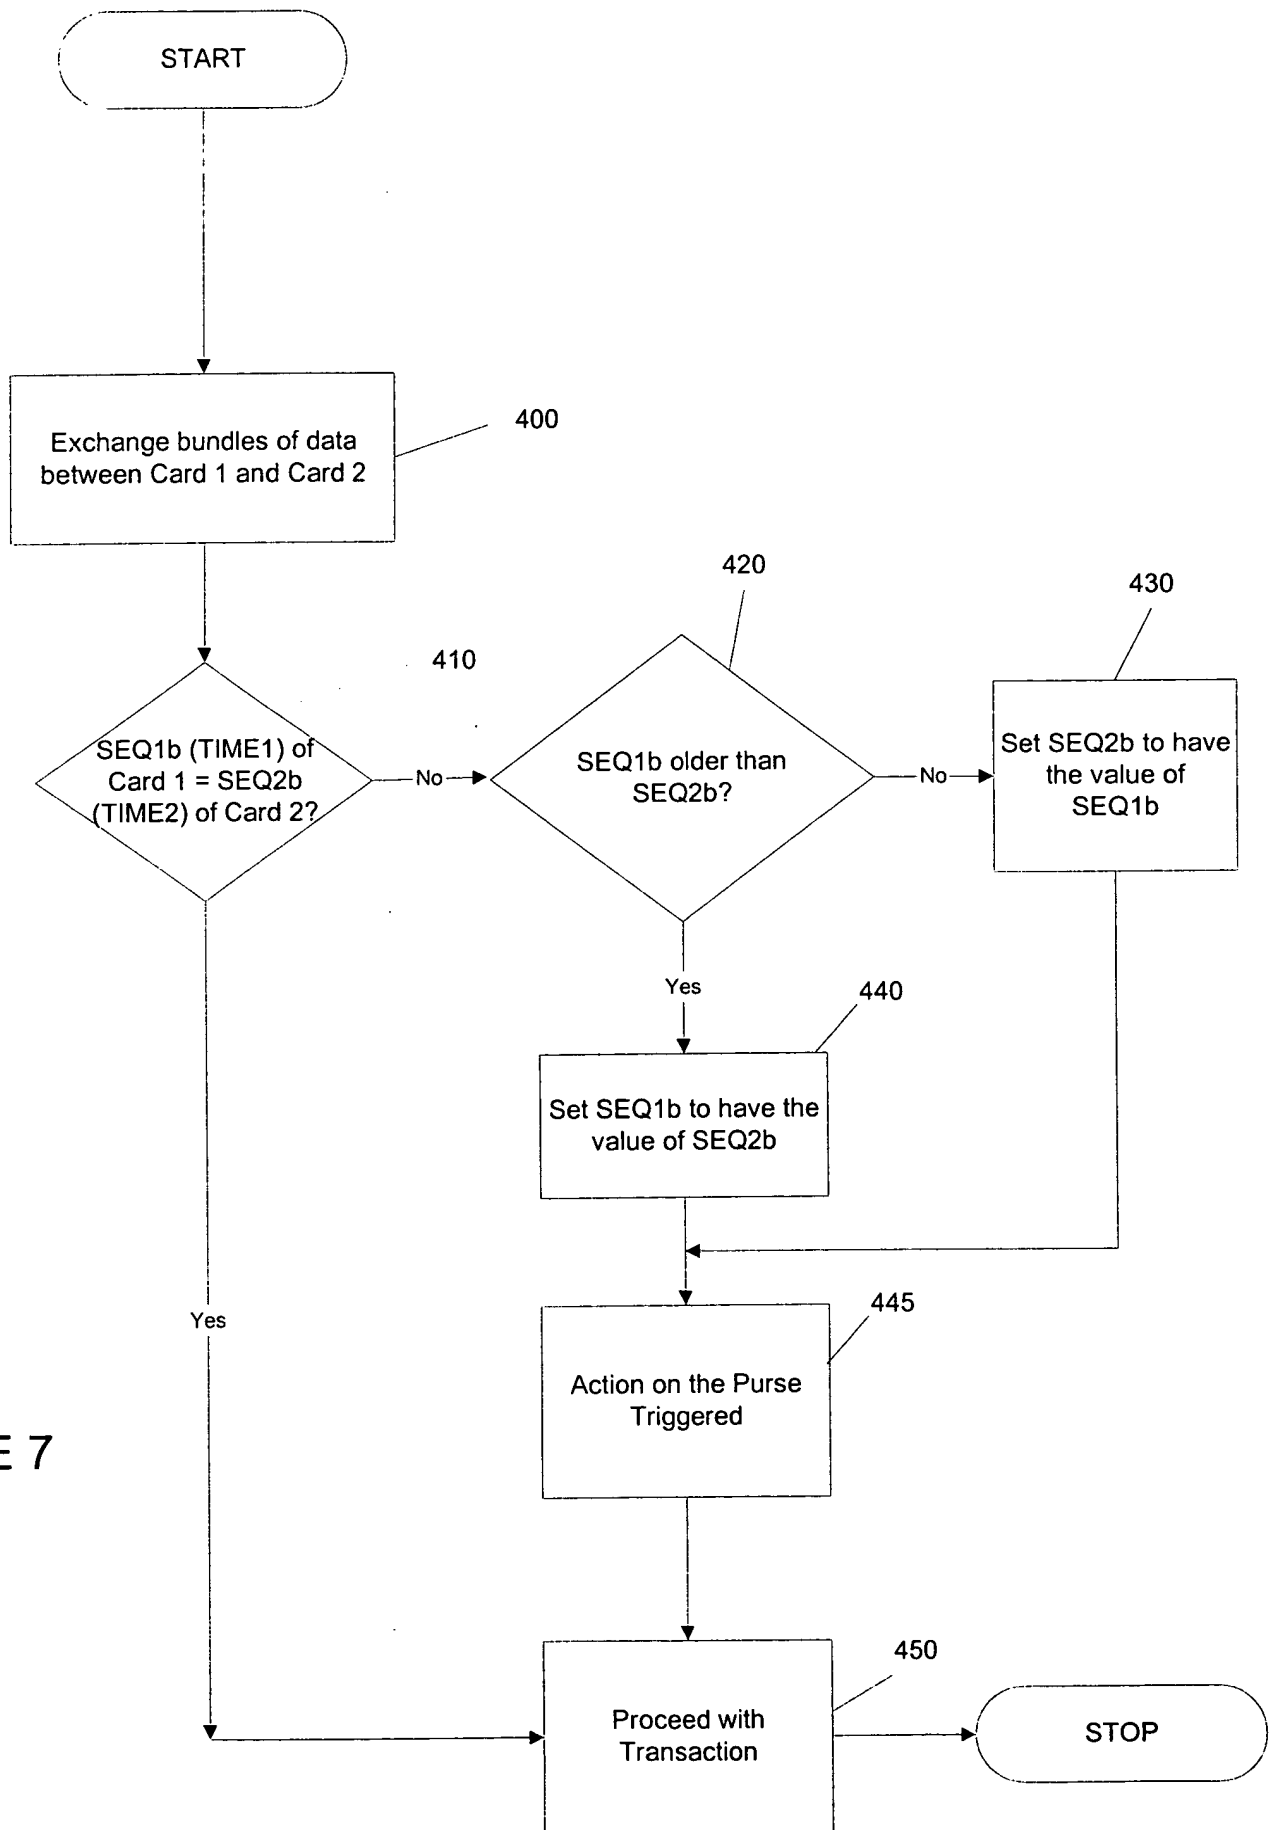 START
Exchange bundles of data
between Card 1 and Card 2
400
SEQ1b (TIME1) of
Card 1 = SEQ2b
(TIME2) of Card 2?
410
No
SEQ1b older than
SEQ2b?
420
No
Set SEQ2b to have
the value of
SEQ1b
430
Yes
Set SEQ1b to have the
value of SEQ2b
440
Yes
Action on the Purse
Triggered
445
E 7
Proceed with
Transaction
450
STOP